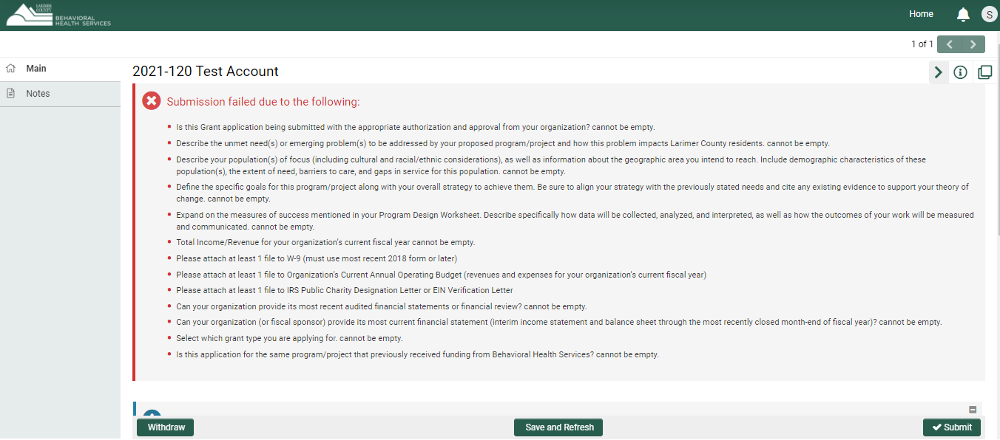 LARIMER
COUNTY
BEHAVIORAL
HEALTH SERVICES
Home
S
1 of 1
Main
Notes
2021-120 Test Account
Submission failed due to the following:
Is this Grant application being submitted with the appropriate authorization and approval from your organization? cannot be empty.
Describe the unmet need(s) or emerging problem(s) to be addressed by your proposed program/project and how this problem impacts Larimer County residents. cannot be empty.
Describe your population(s) of focus (including cultural and racial/ethnic considerations), as well as information about the geographic area you intend to reach. Include demographic characteristics of these
population(s), the extent of need, barriers to care, and gaps in service for this population. cannot be empty.
Define the specific goals for this program/project along with your overall strategy to achieve them. Be sure to align your strategy with the previously stated needs and cite any existing evidence to support your theory of
change. cannot be empty.
Expand on the measures of success mentioned in your Program Design Worksheet. Describe specifically how data will be collected, analyzed, and interpreted, as well as how the outcomes of your work will be measured
and communicated. cannot be empty.
Total Income/Revenue for your organization's current fiscal year cannot be empty.
Please attach at least 1 file to W-9 (must use most recent 2018 form or later)
Please attach at least 1 file to Organization's Current Annual Operating Budget (revenues and expenses for your organization's current fiscal year)
Please attach at least 1 file to IRS Public Charity Designation Letter or EIN Verification Letter
Can your organization provide its most recent audited financial statements or financial review? cannot be empty.
Can your organization (or fiscal sponsor) provide its most current financial statement (interim income statement and balance sheet through the most recently closed month-end of fiscal year)? cannot be empty.
Select which grant type you are applying for. cannot be empty.
Is this application for the same program/project that previously received funding from Behavioral Health Services? cannot be empty.
Withdraw
Save and Refresh
Submit